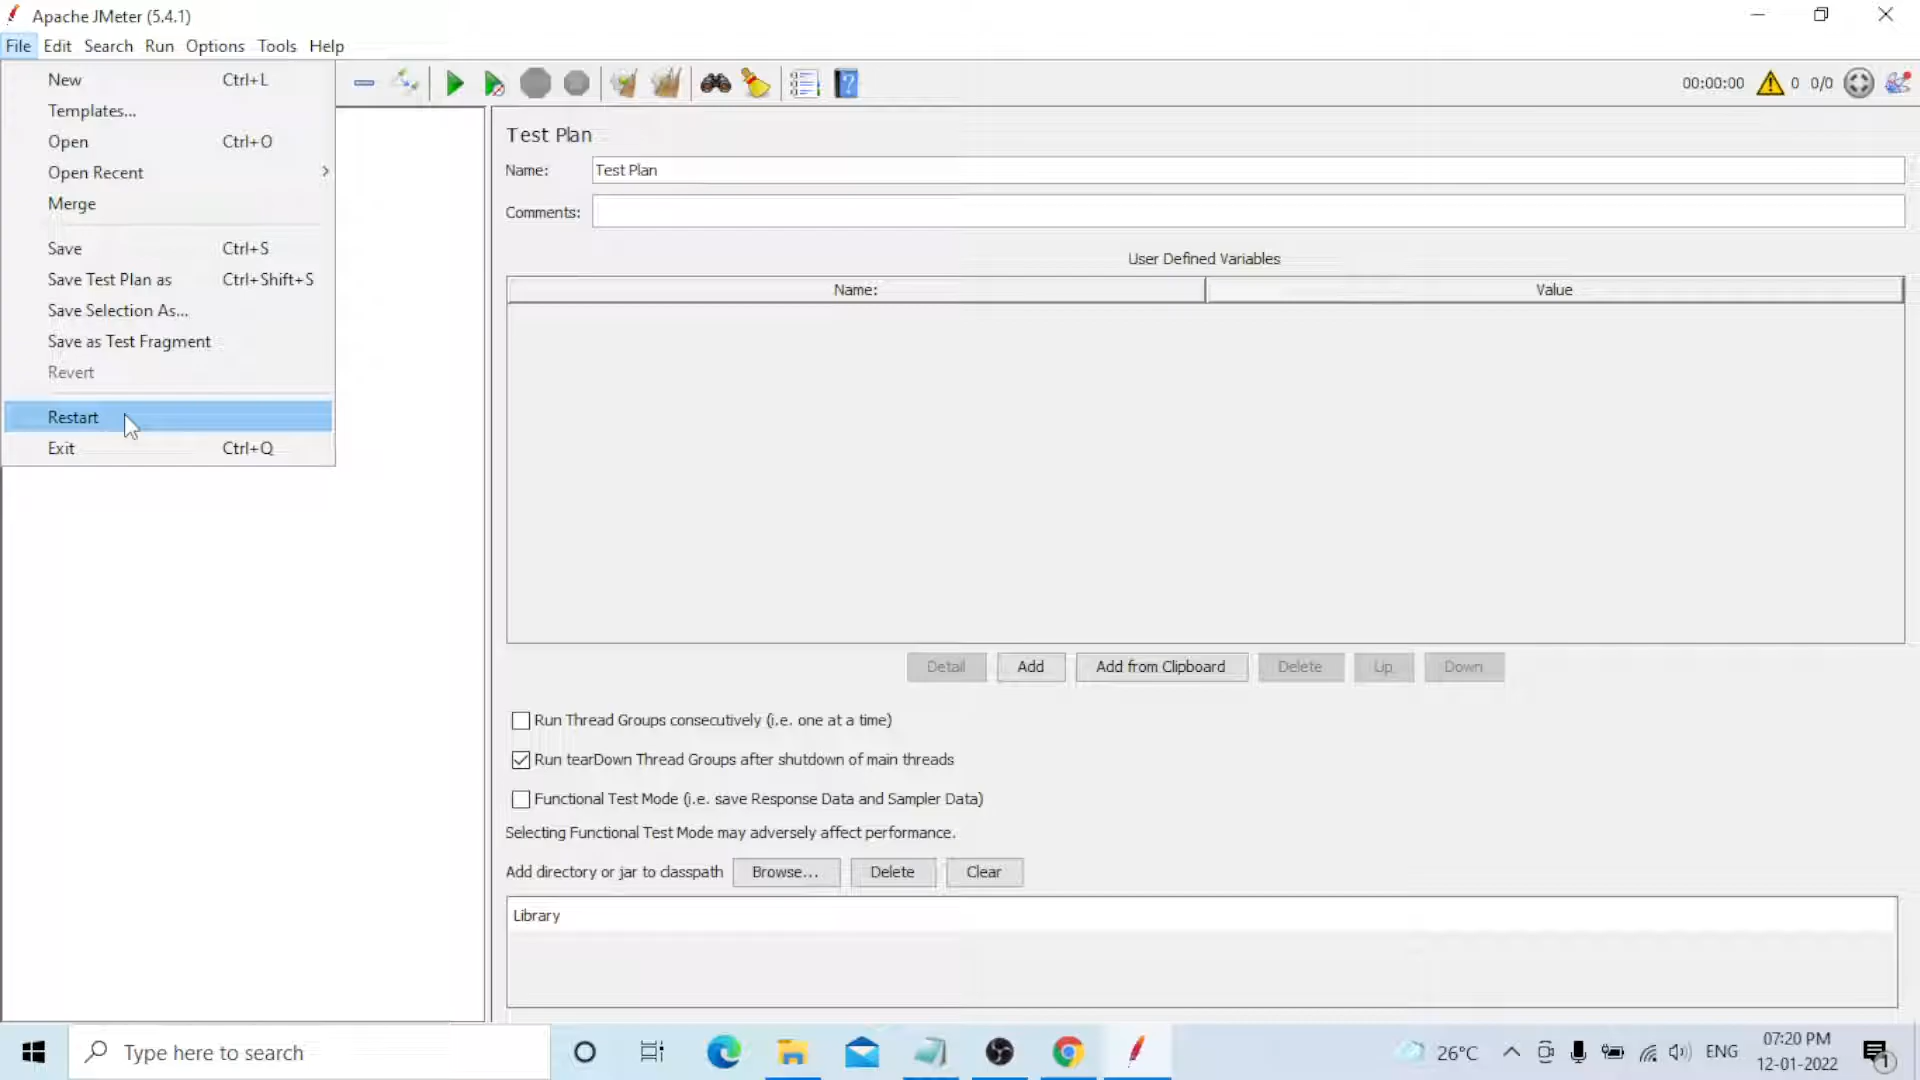 Apache JMeter (5.4.1)
File Edit Search Run Options Tools Help
New Ctrl+L
Templates...
Open Ctrl+O
Open Recent
Merge
Save Ctrl+S
Save Test Plan as Ctrl+Shift+S
Save Selection As...
Save as Test Fragment
Revert
Restart
Exit Ctrl+Q
00:00:00 0 0/0
Test Plan
Name: Test Plan
Comments:
User Defined Variables
Name: Value
Detail Add Add from Clipboard Delete Up Down
Run Thread Groups consecutively (i.e. one at a time)
Run tearDown Thread Groups after shutdown of main threads
Functional Test Mode (i.e. save Response Data and Sampler Data)
Selecting Functional Test Mode may adversely affect performance.
Add directory or jar to classpath Browse... Delete Clear
Library
Type here to search
26°C
ENG
07:20 PM
12-01-2022
1